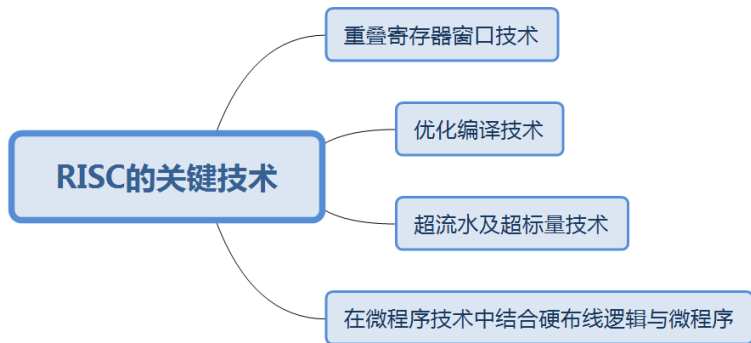 重叠寄存器窗口技术
优化编译技术
RISC的关键技术
超流水及超标量技术
在微程序技术中结合硬布线逻辑与微程序